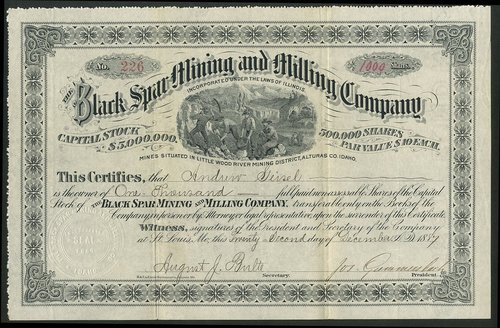 No. 226
1000 Shares
THE Black Spar Mining and Milling Company
INCORPORATED UNDER THE LAWS OF ILLINOIS.
CAPITAL STOCK $5,000,000.
500,000 SHARES PAR VALUE $10 EACH.
MINES SITUATED IN LITTLE WOOD RIVER MINING DISTRICT, ALTURAS CO. IDAHO.
This Certifies, that Andrew Geisel
is the owner of One Thousand full paid non assessable Shares of the Capital
Stock of THE BLACK SPAR MINING AND MILLING COMPANY, transferable only on the Books of the
Company in person or by Attorney or legal representative, upon the surrender of this Certificate.
Witness, signatures of the President and Secretary of the Company
at St. Louis, Mo this Twenty Second day of December
SEAL
August J.
Secretary.
Jos.
President.